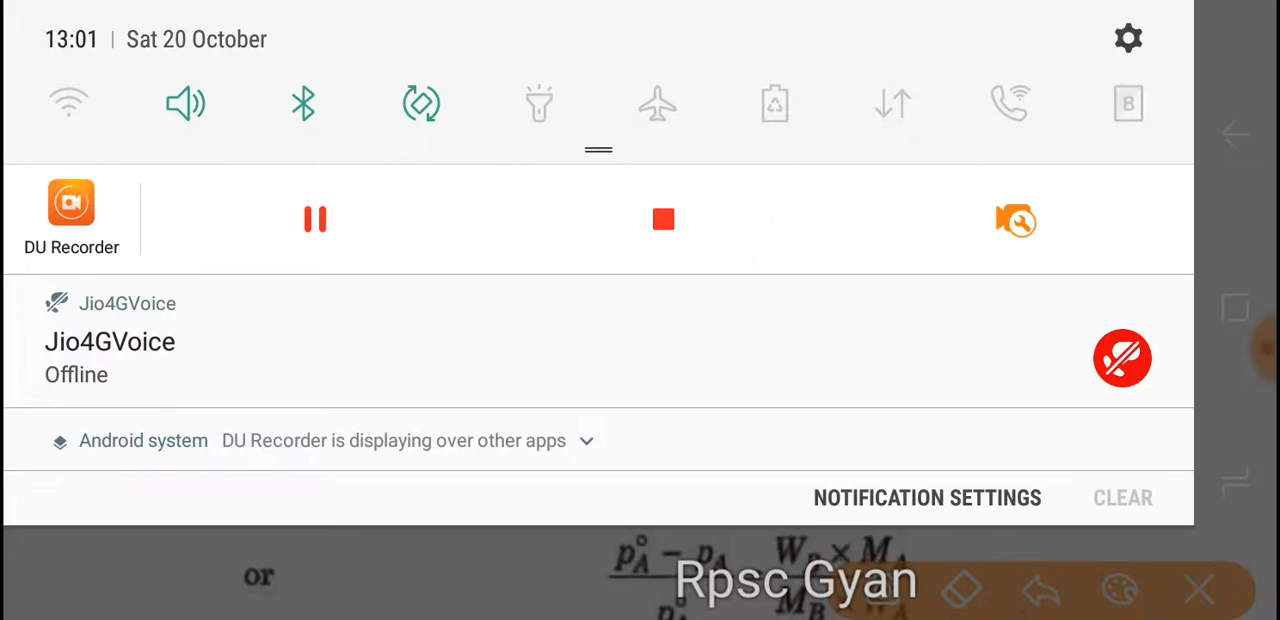 13:01 | Sat 20 October
B
DU Recorder
Jio4GVoice
Jio4GVoice
Offline
Android system DU Recorder is displaying over other apps
NOTIFICATION SETTINGS CLEAR
or
p°A − pA W B × M A
p°A M B × W A
Rpsc Gyan